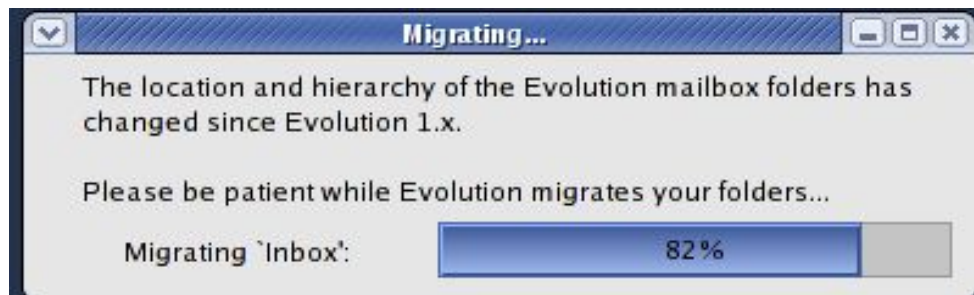 Migrating...
The location and hierarchy of the Evolution mailbox folders has
changed since Evolution 1.x.
Please be patient while Evolution migrates your folders...
Migrating `Inbox': 82%